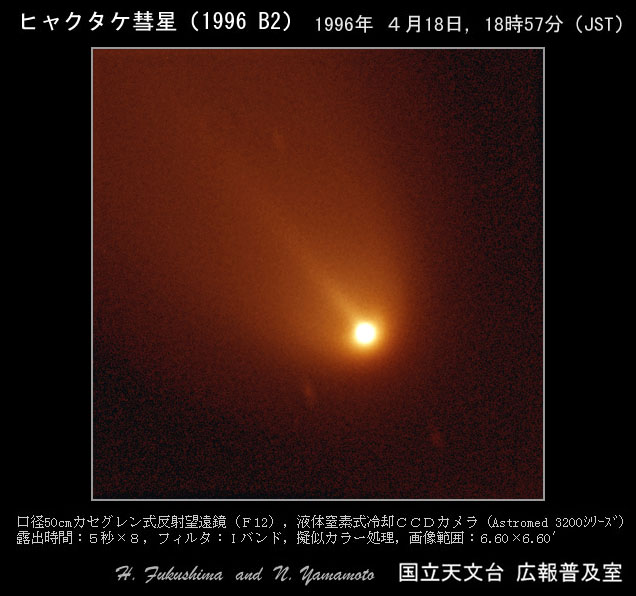 ヒャクタケ彗星（1996 B2） 1996年 ４月18日，18時57分（JST）
口径50cmカセグレン式反射望遠鏡（Ｆ12），液体窒素式冷却ＣＣＤカメラ（Astromed 3200ｼﾘｰｽﾞ）
露出時間：５秒×８，フィルタ：Ｉバンド，擬似カラー処理，画像範囲：6.60×6.60′
H. Fukushima and N. Yamamoto 国立天文台 広報普及室